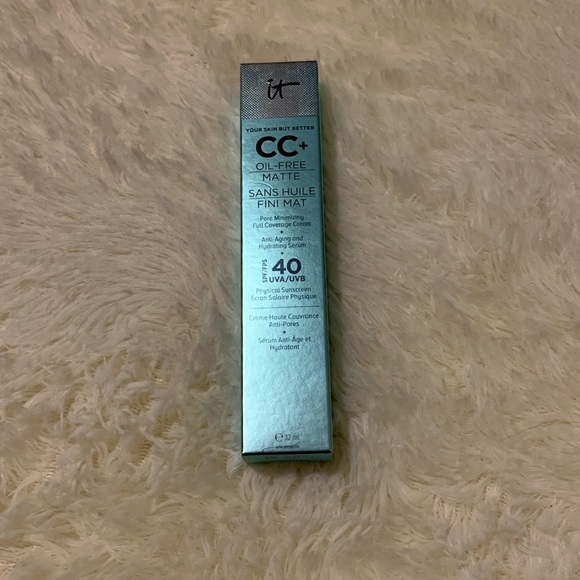 it
YOUR SKIN BUT BETTER
CC+
OIL-FREE
MATTE
SANS HUILE
FINI MAT
Pore Minimizing
Full Coverage Cream
+
Anti-Aging and
Hydrating Serum
+
SPF/FPS 40
UVA/UVB
Physical Sunscreen
Écran Solaire Physique
Crème Haute Couvrance
Anti-Pores
+
Sérum Anti-Âge et
Hydratant
℮ 32 ml